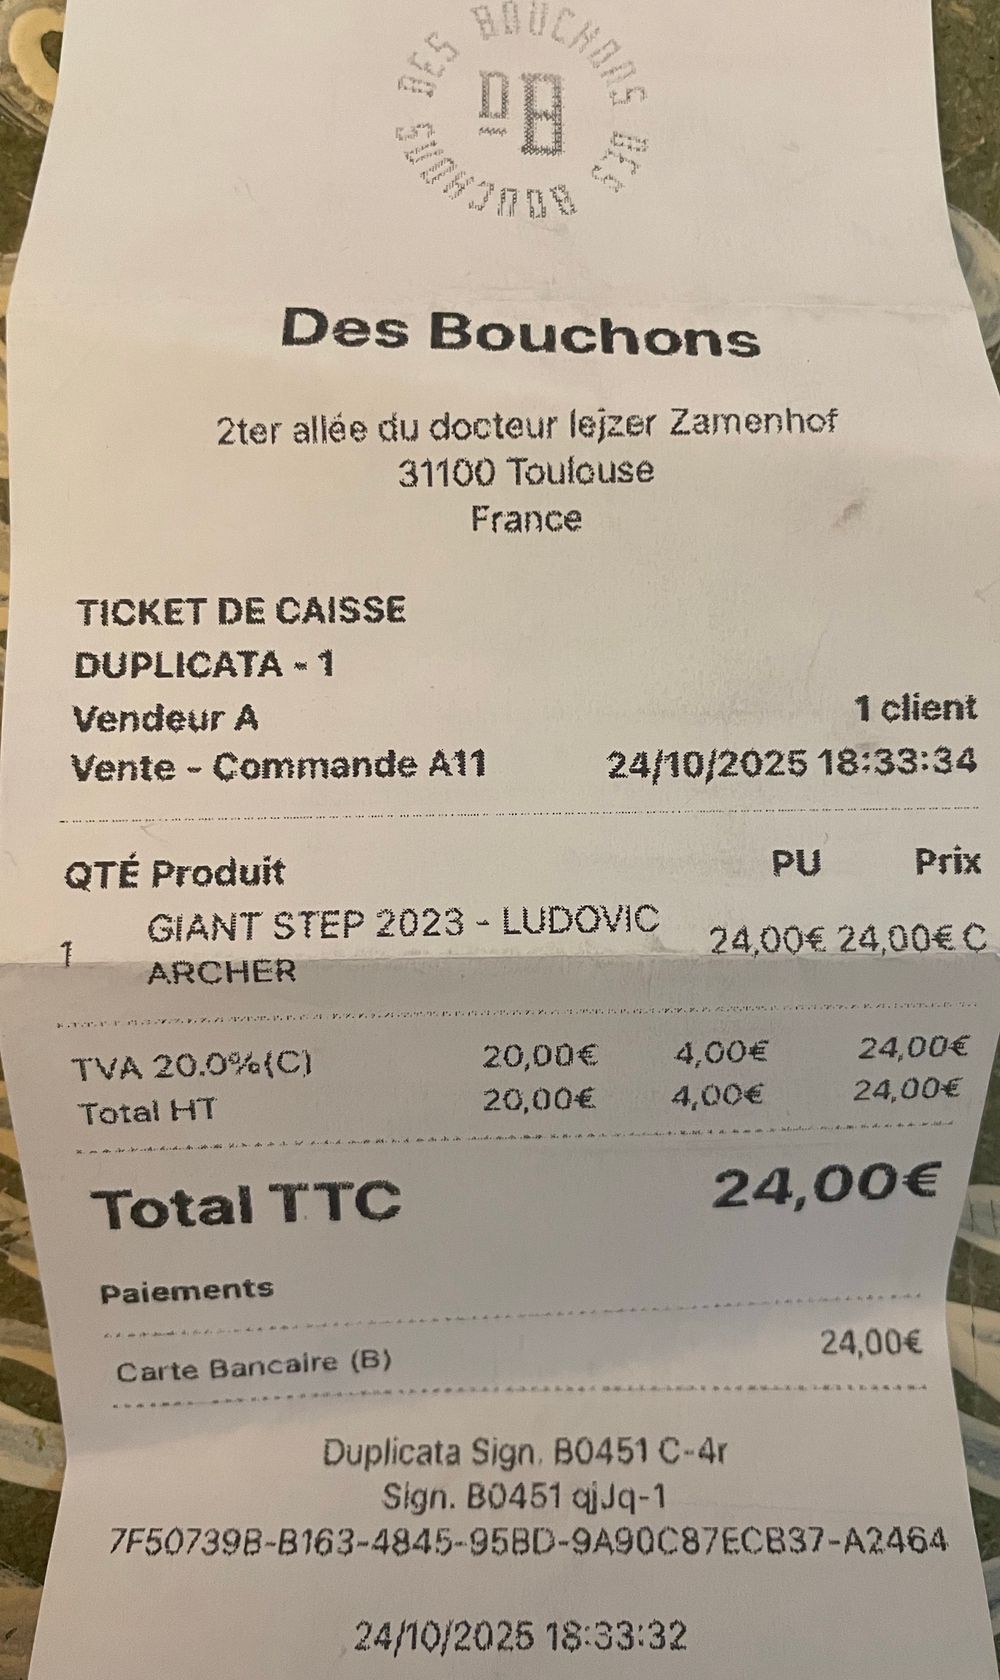 DES BOUCHONS DES BOUCHONS
DB
Des Bouchons
2ter allée du docteur lejzer Zamenhof
31100 Toulouse
France
TICKET DE CAISSE
DUPLICATA - 1
Vendeur A 1 client
Vente - Commande A11 24/10/2025 18:33:34
QTÉ Produit PU Prix
1 GIANT STEP 2023 - LUDOVIC ARCHER 24,00€ 24,00€ C
TVA 20.0%(C) 20,00€ 4,00€ 24,00€
Total HT 20,00€ 4,00€ 24,00€
Total TTC 24,00€
Paiements
Carte Bancaire (B) 24,00€
Duplicata Sign. B0451 C-4r
Sign. B0451 qjJq-1
7F50739B-B163-4845-95BD-9A90C87ECB37-A2464
24/10/2025 18:33:32